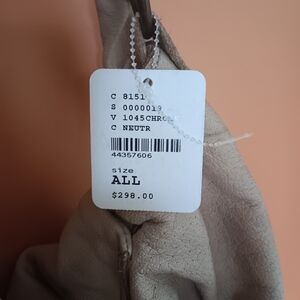 C 8151
S 0000019
V 1045CHRO
C NEUTR
44357606
size
ALL
$298.00